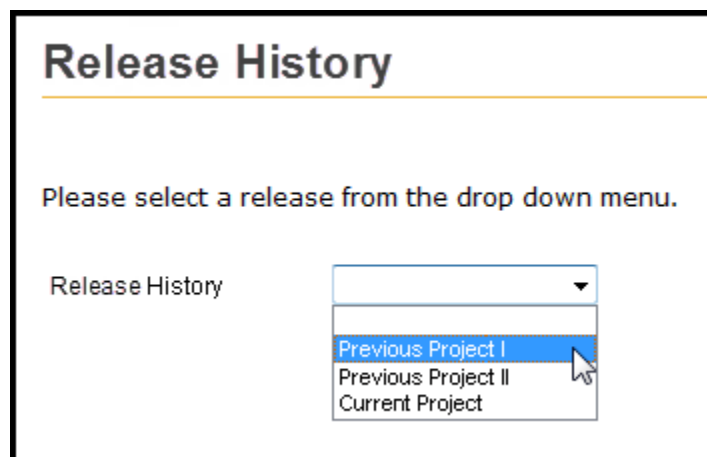 Release History
Please select a release from the drop down menu.
Release History
Previous Project I
Previous Project II
Current Project